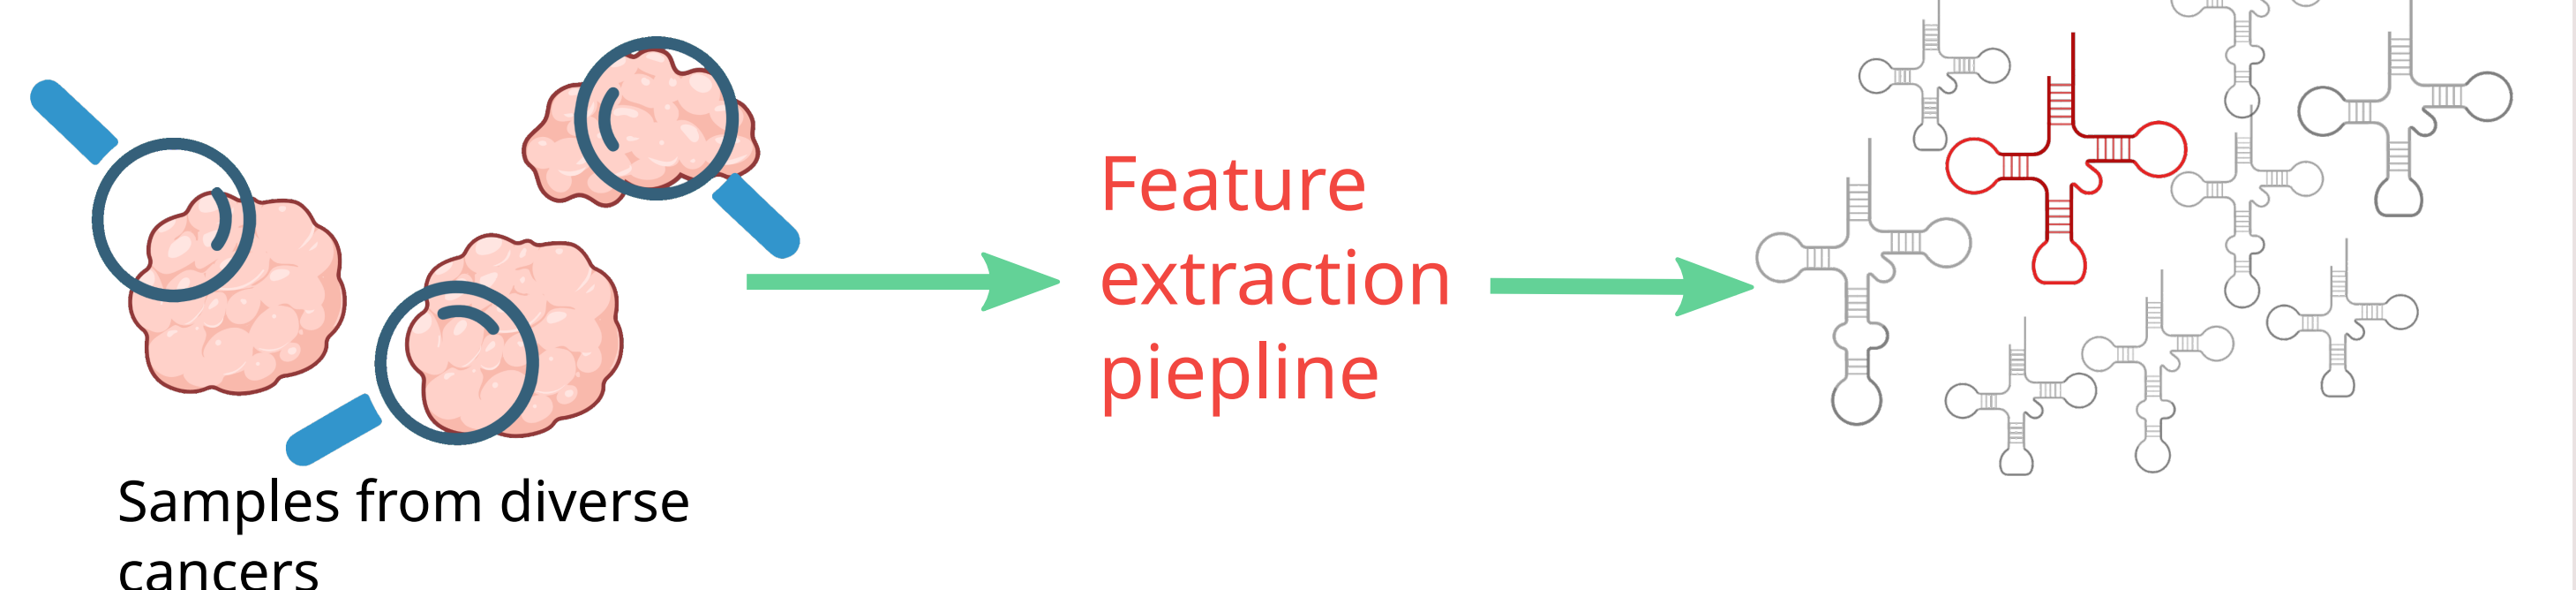 Feature
extraction
piepline
Samples from diverse
cancers